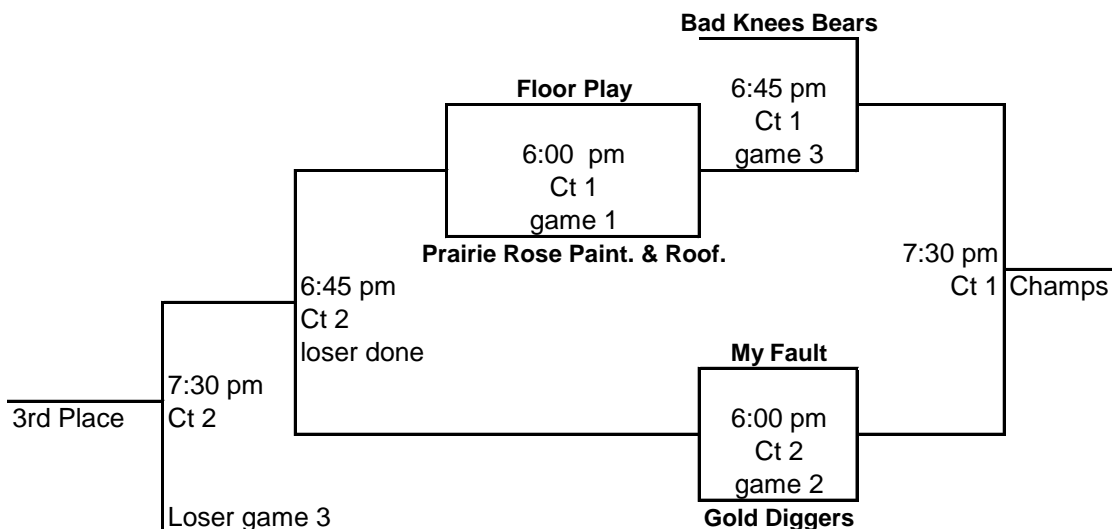 Bad Knees Bears
Floor Play
6:45 pm
Ct 1
game 3
6:00 pm
Ct 1
game 1
Prairie Rose Paint. & Roof.
7:30 pm
Ct 1
Champs
6:45 pm
Ct 2
loser done
My Fault
7:30 pm
Ct 2
3rd Place
6:00 pm
Ct 2
game 2
Loser game 3
Gold Diggers